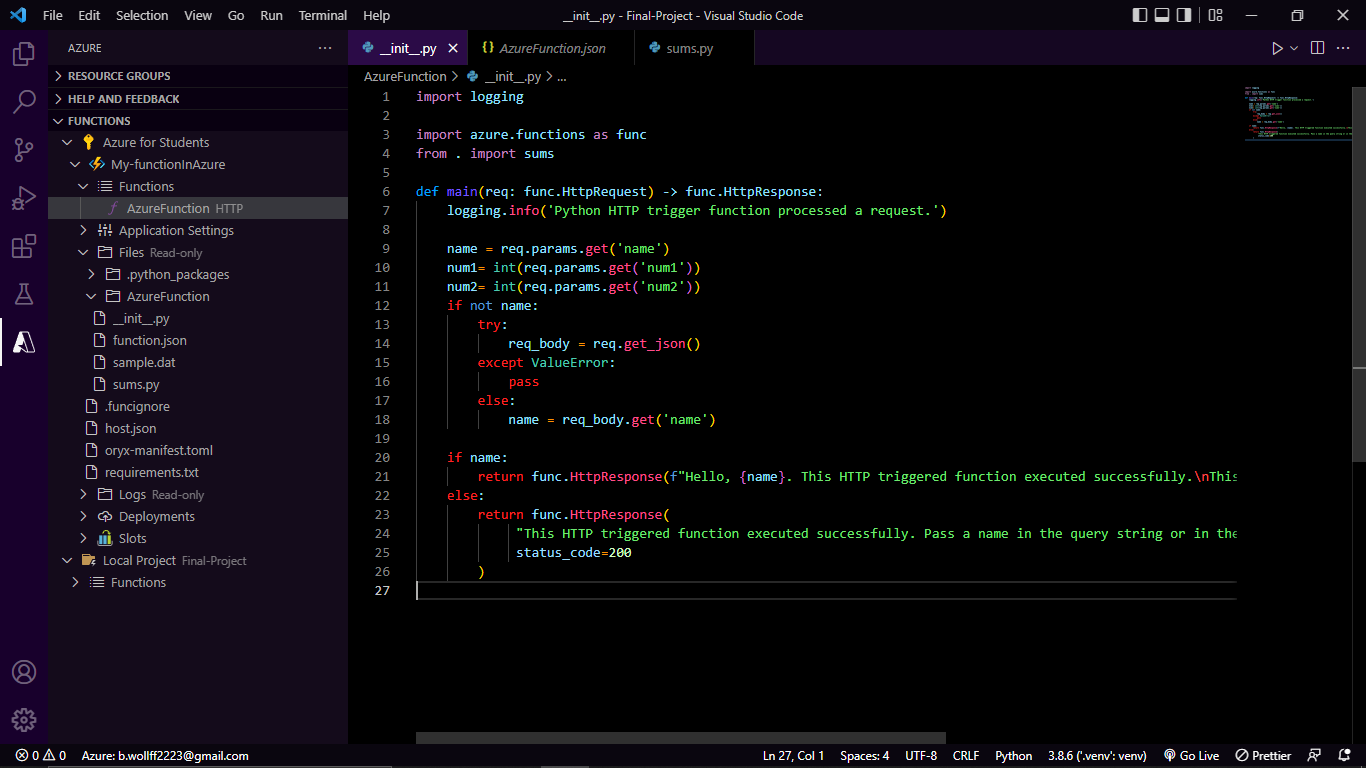 File Edit Selection View Go Run Terminal Help __init__.py - Final-Project - Visual Studio Code
AZURE
RESOURCE GROUPS
HELP AND FEEDBACK
FUNCTIONS
Azure for Students
My-functionInAzure
Functions
AzureFunction HTTP
Application Settings
Files Read-only
.python_packages
AzureFunction
__init__.py
function.json
sample.dat
sums.py
.funcignore
host.json
oryx-manifest.toml
requirements.txt
Logs Read-only
Deployments
Slots
Local Project Final-Project
Functions
__init__.py AzureFunction.json sums.py
AzureFunction > __init__.py > ...
1 import logging
2
3 import azure.functions as func
4 from . import sums
5
6 def main(req: func.HttpRequest) -> func.HttpResponse:
7     logging.info('Python HTTP trigger function processed a request.')
8
9     name = req.params.get('name')
10     num1= int(req.params.get('num1'))
11     num2= int(req.params.get('num2'))
12     if not name:
13         try:
14             req_body = req.get_json()
15         except ValueError:
16             pass
17         else:
18             name = req_body.get('name')
19
20     if name:
21         return func.HttpResponse(f"Hello, {name}. This HTTP triggered function executed successfully.\nThis
22     else:
23         return func.HttpResponse(
24              "This HTTP triggered function executed successfully. Pass a name in the query string or in the
25              status_code=200
26         )
27
0 0 Azure: b.wollff2223@gmail.com Ln 27, Col 1 Spaces: 4 UTF-8 CRLF Python 3.8.6 ('.venv': venv) Go Live Prettier